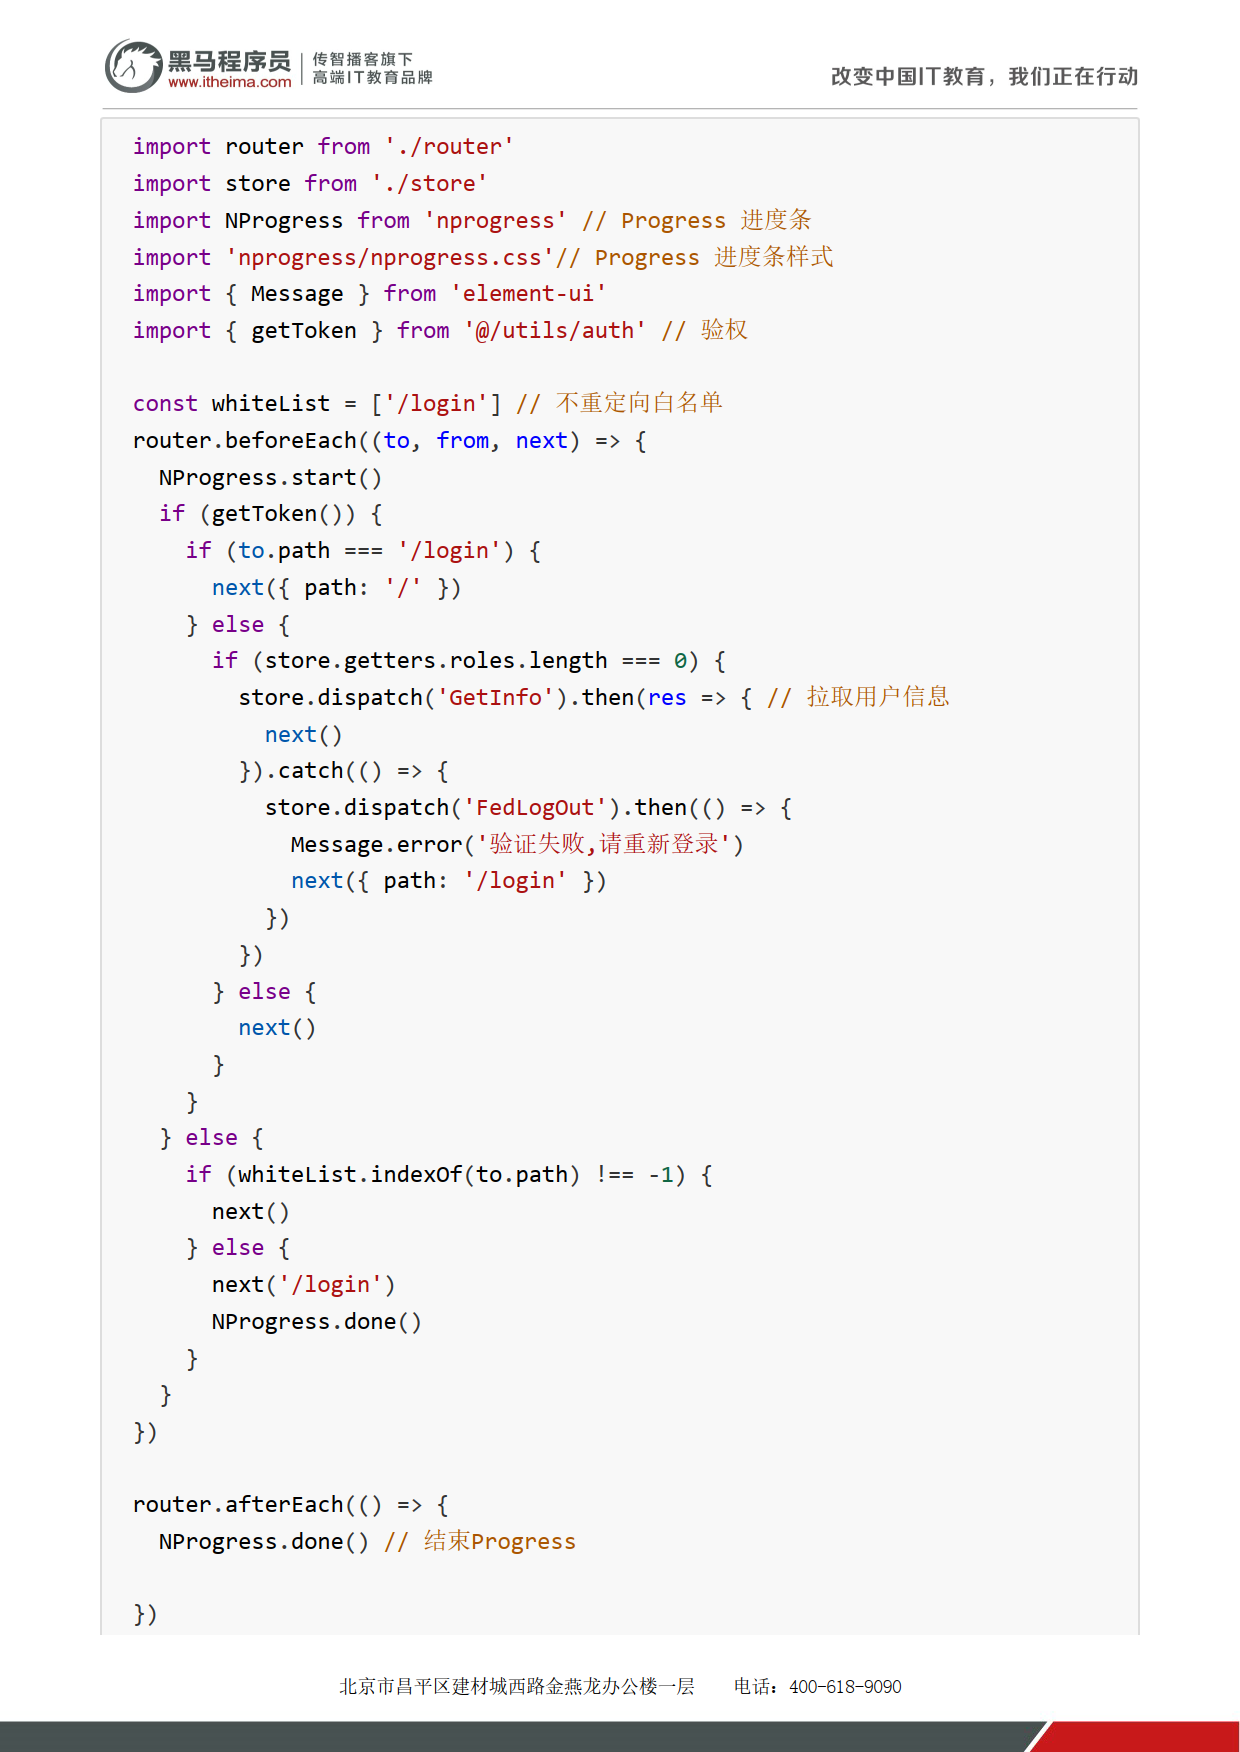 黑马程序员
www.itheima.com
传智播客旗下
高端IT教育品牌
改变中国IT教育，我们正在行动
import router from './router'
import store from './store'
import NProgress from 'nprogress' // Progress 进度条
import 'nprogress/nprogress.css'// Progress 进度条样式
import { Message } from 'element-ui'
import { getToken } from '@/utils/auth' // 验权

const whiteList = ['/login'] // 不重定向白名单
router.beforeEach((to, from, next) => {
  NProgress.start()
  if (getToken()) {
    if (to.path === '/login') {
      next({ path: '/' })
    } else {
      if (store.getters.roles.length === 0) {
        store.dispatch('GetInfo').then(res => { // 拉取用户信息
          next()
        }).catch(() => {
          store.dispatch('FedLogOut').then(() => {
            Message.error('验证失败,请重新登录')
            next({ path: '/login' })
          })
        })
      } else {
        next()
      }
    }
  } else {
    if (whiteList.indexOf(to.path) !== -1) {
      next()
    } else {
      next('/login')
      NProgress.done()
    }
  }
})

router.afterEach(() => {
  NProgress.done() // 结束Progress

})
北京市昌平区建材城西路金燕龙办公楼一层 电话：400-618-9090